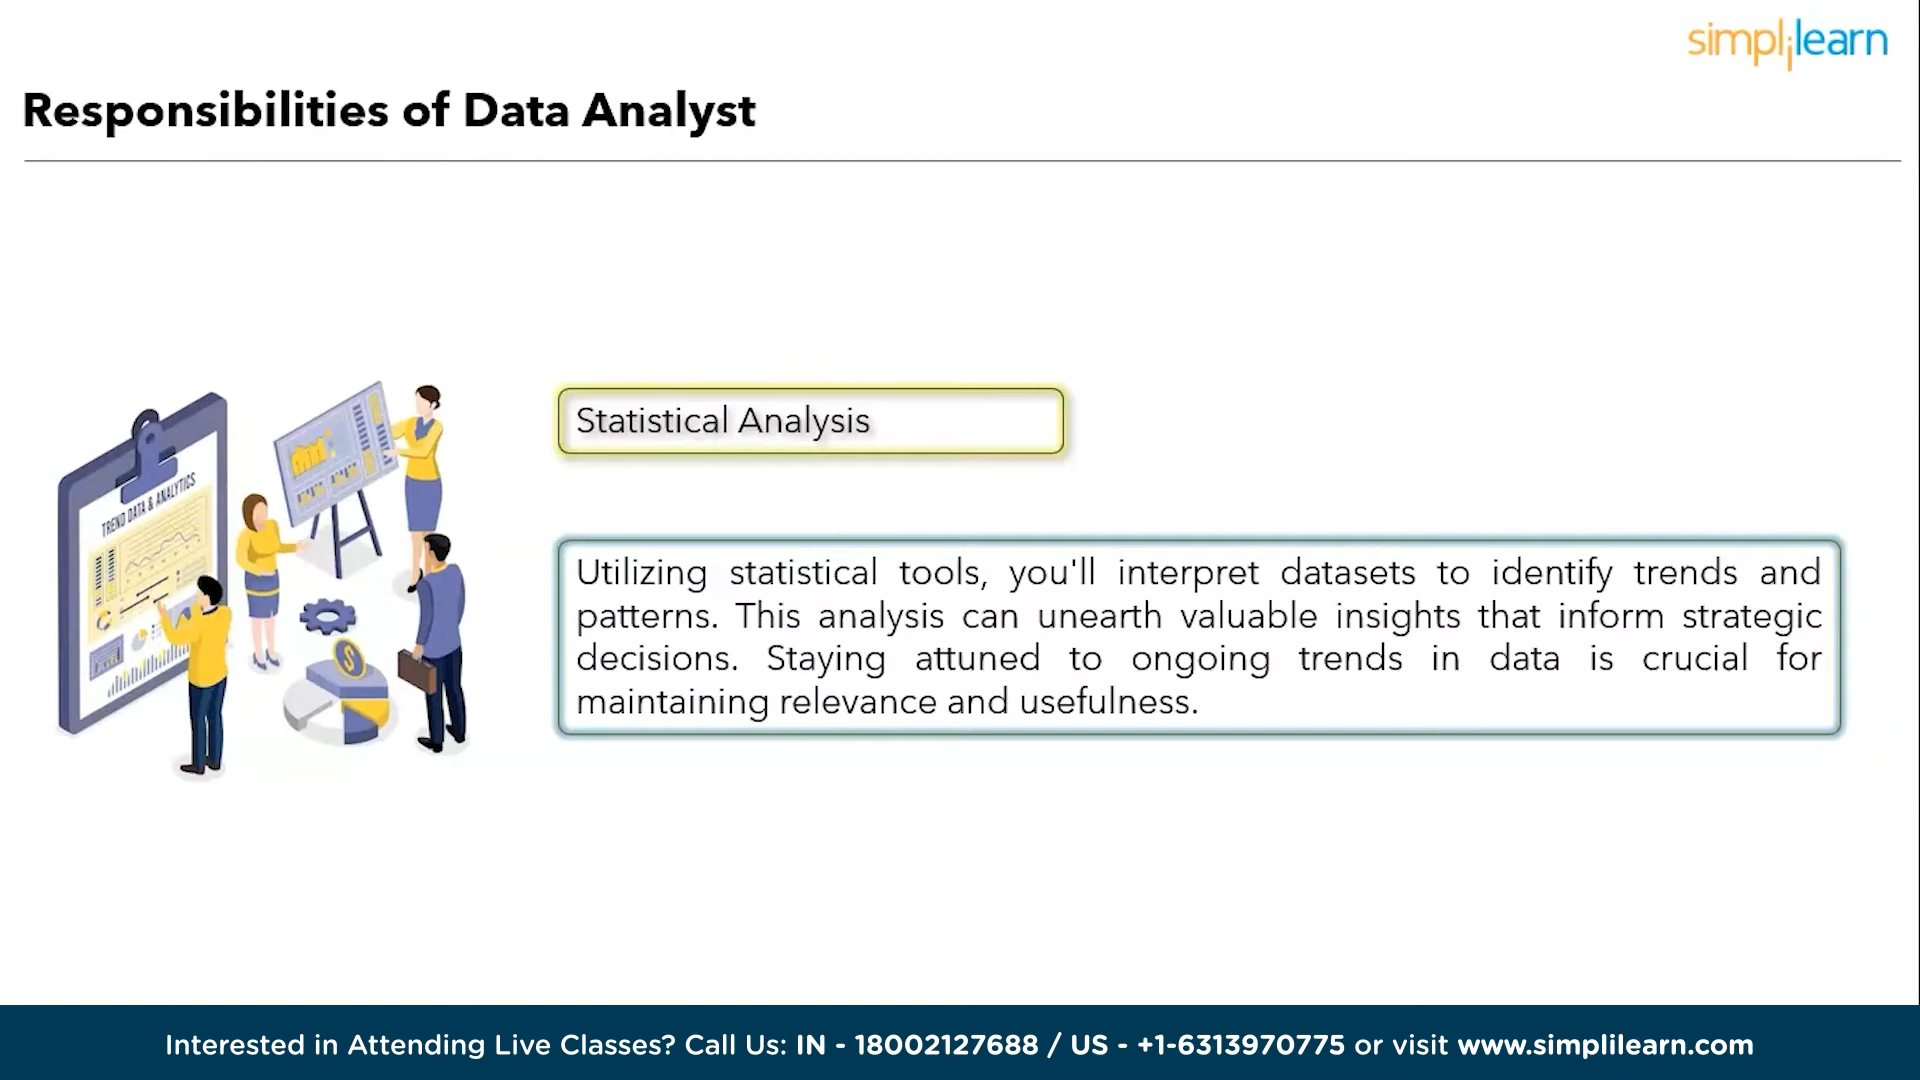 simplilearn
Responsibilities of Data Analyst
Statistical Analysis
TREND DATA & ANALYTICS
Utilizing statistical tools, you'll interpret datasets to identify trends and
patterns. This analysis can unearth valuable insights that inform strategic
decisions. Staying attuned to ongoing trends in data is crucial for
maintaining relevance and usefulness.
Interested in Attending Live Classes? Call Us: IN - 18002127688 / US - +1-6313970775 or visit www.simplilearn.com